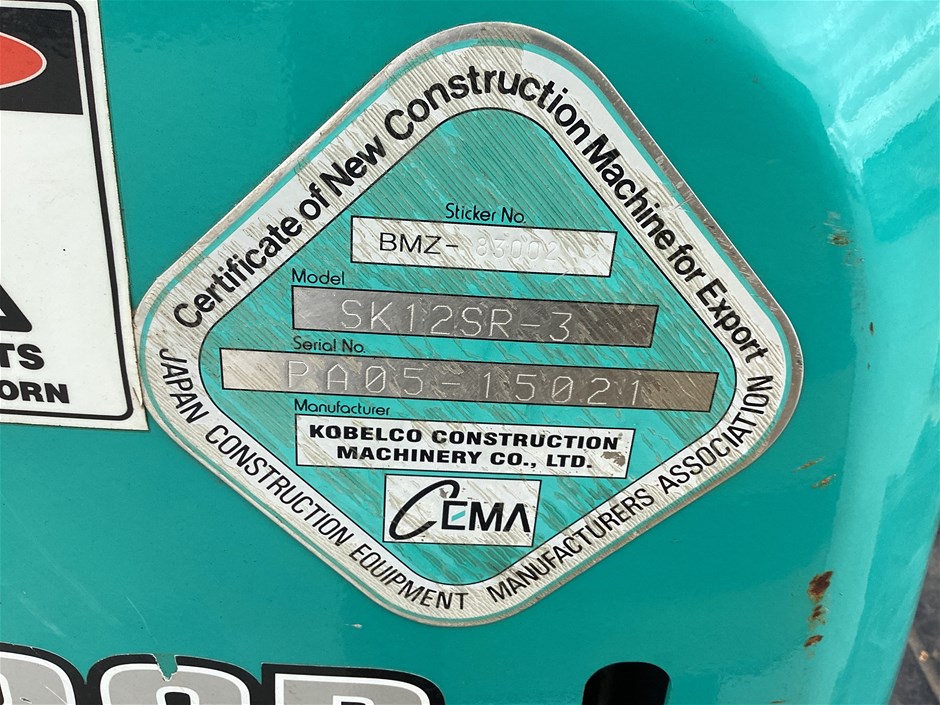 Certificate of New Construction Machine for Export
Sticker No.
BMZ-83002
Model
SK12SR-3
Serial No.
PA05-15021
Manufacturer
KOBELCO CONSTRUCTION
MACHINERY CO., LTD.
CEMA
JAPAN CONSTRUCTION EQUIPMENT MANUFACTURERS ASSOCIATION
TS
ORN